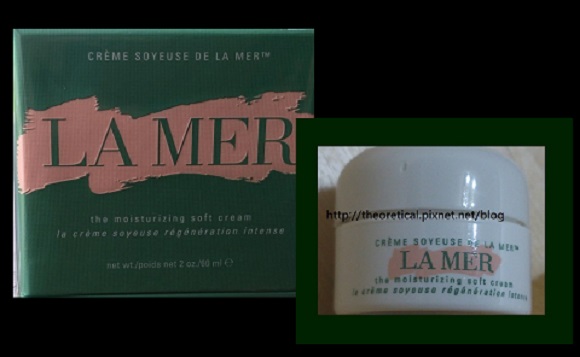 CRÈME SOYEUSE DE LA MER™
LA MER
the moisturizing soft cream
la crème soyeuse régénération intense
net wt./poids net 2 oz/60 ml ℮
http://theoretical.pixnet.net/blog
CRÈME SOYEUSE DE LA MER™
LA MER
the moisturizing soft cream
la crème soyeuse régénération intense